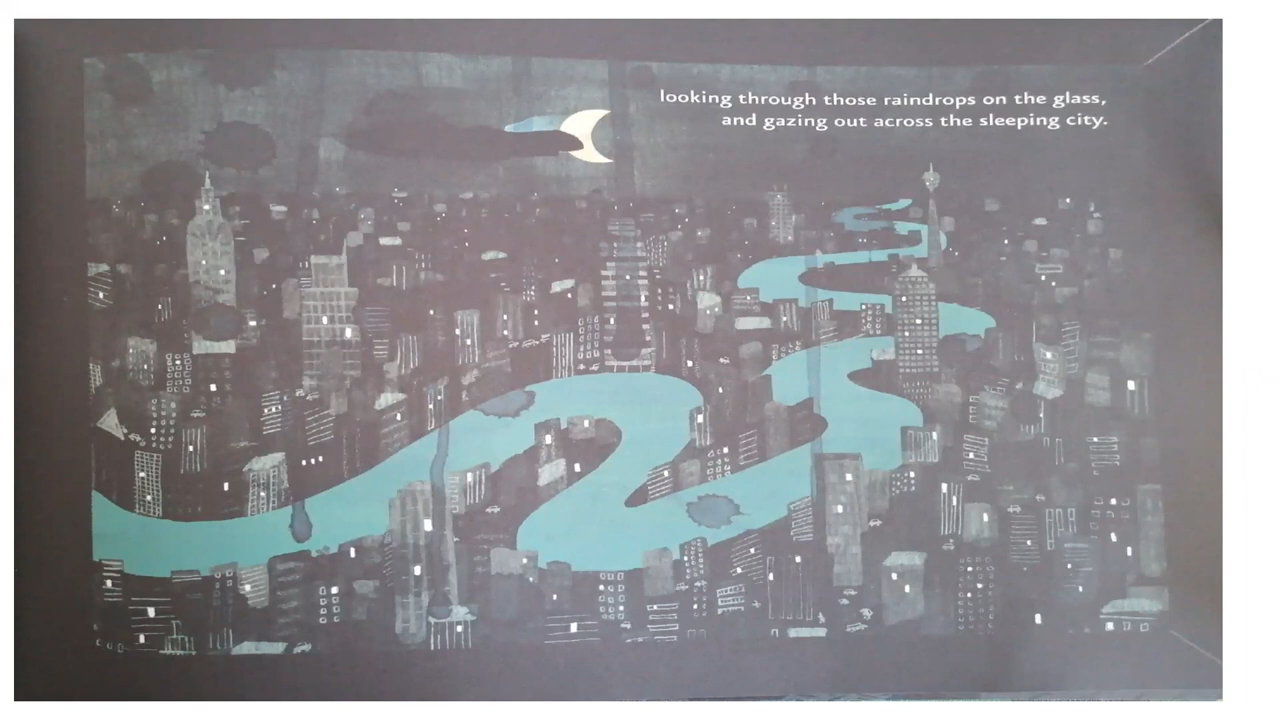 looking through those raindrops on the glass,
and gazing out across the sleeping city.